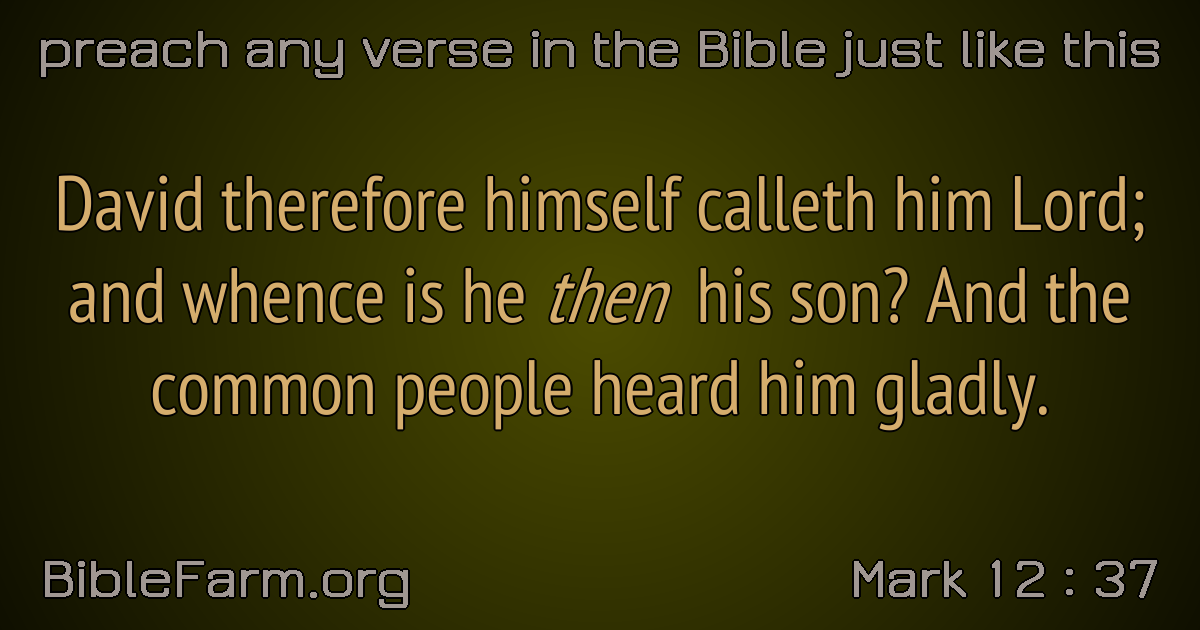 preach any verse in the Bible just like this
David therefore himself calleth him Lord;
and whence is he then his son? And the
common people heard him gladly.
BibleFarm.org
Mark 12 : 37